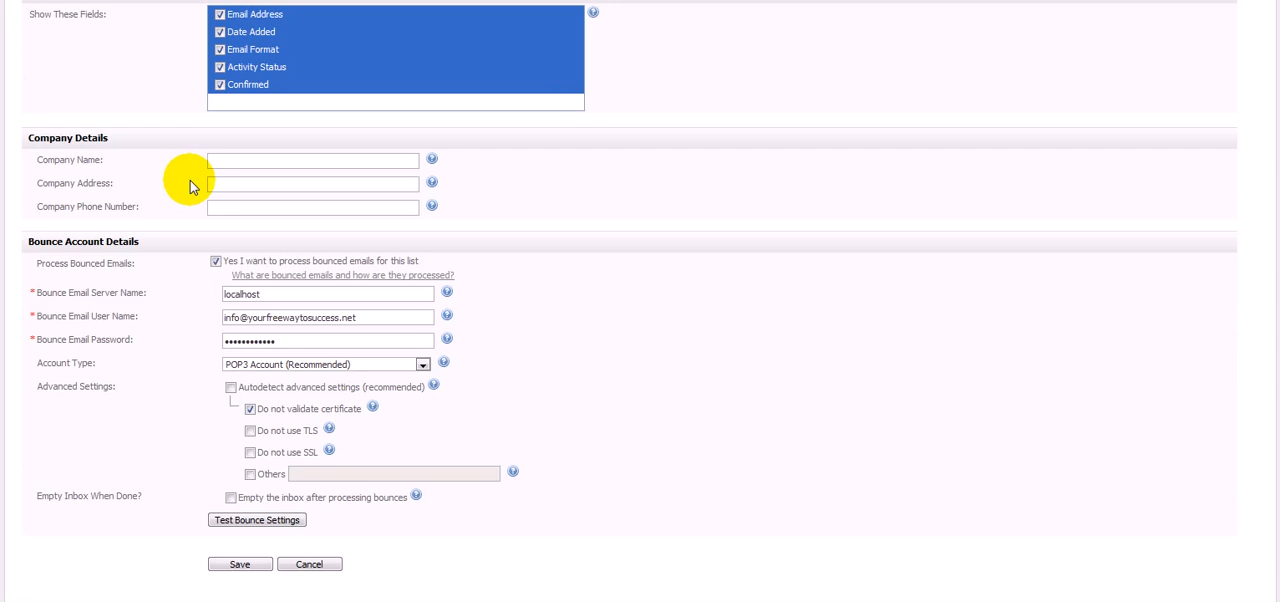 Show These Fields:
Email Address
Date Added
Email Format
Activity Status
Confirmed
Company Details
Company Name:
Company Address:
Company Phone Number:
Bounce Account Details
Process Bounced Emails:
Yes I want to process bounced emails for this list
What are bounced emails and how are they processed?
* Bounce Email Server Name:
localhost
* Bounce Email User Name:
info@yourfreewaytosuccess.net
* Bounce Email Password:
••••••••••••
Account Type:
POP3 Account (Recommended)
Advanced Settings:
Autodetect advanced settings (recommended)
Do not validate certificate
Do not use TLS
Do not use SSL
Others
Empty Inbox When Done?
Empty the inbox after processing bounces
Test Bounce Settings
Save Cancel